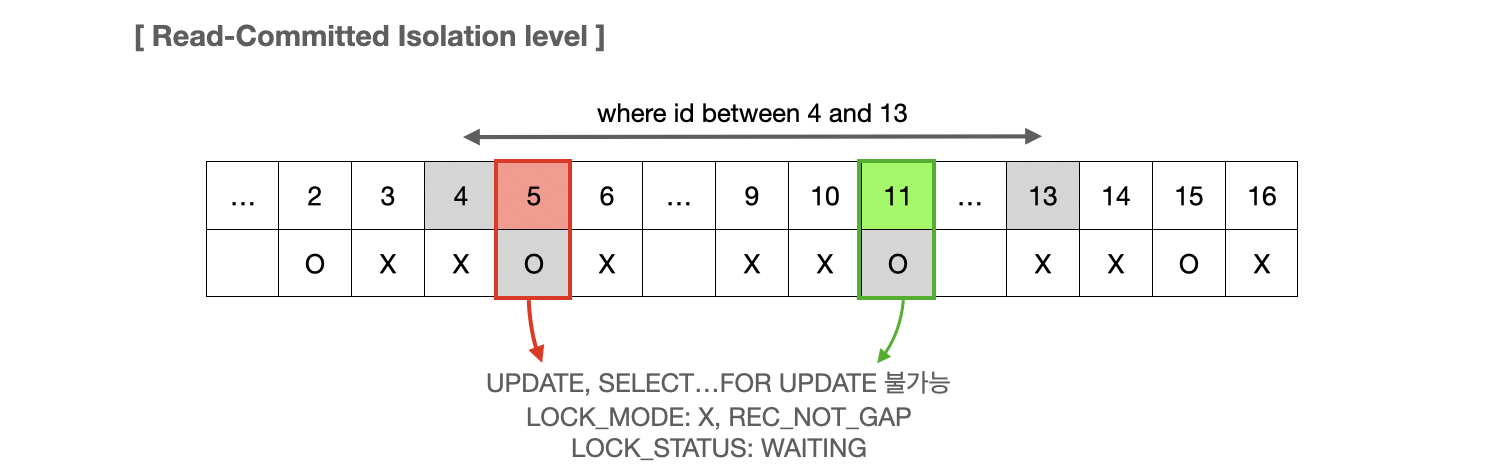 [ Read-Committed Isolation level ]
where id between 4 and 13
... 2 3 4 5 6 ... 9 10 11 ... 13 14 15 16
O X X O X X X O X X O X
UPDATE, SELECT...FOR UPDATE 불가능
LOCK_MODE: X, REC_NOT_GAP
LOCK_STATUS: WAITING